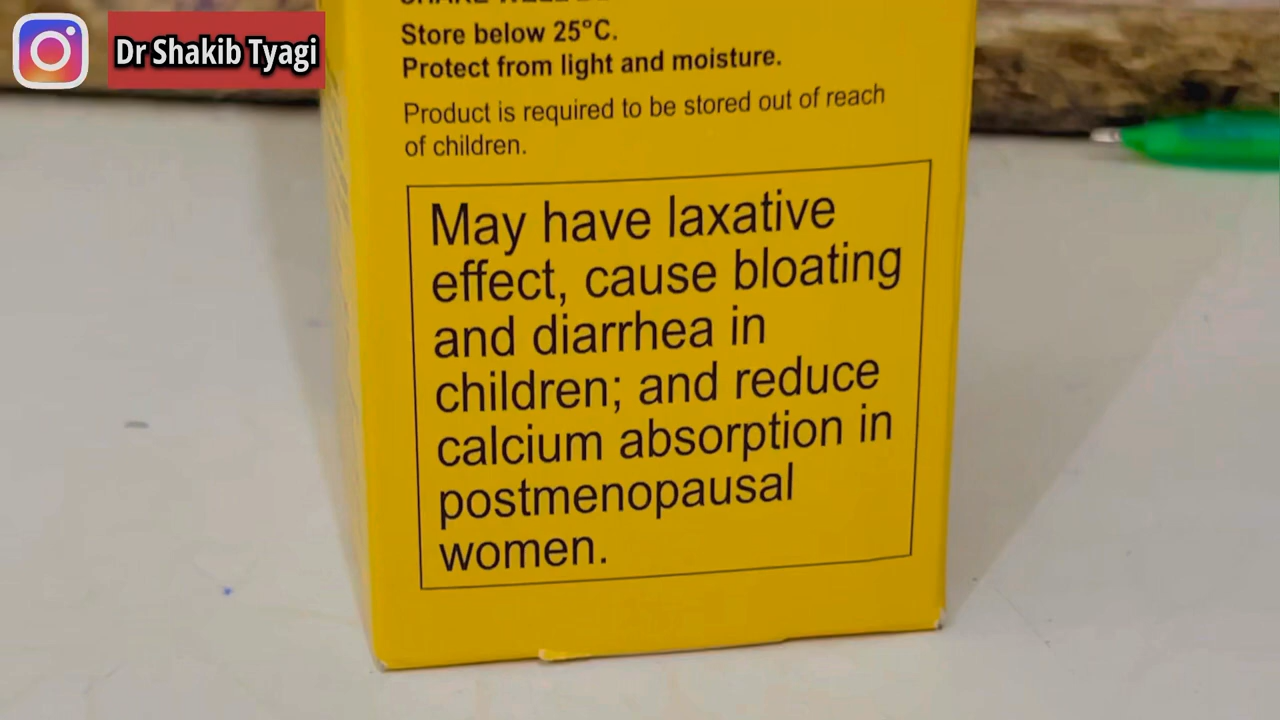 Dr Shakib Tyagi
Store below 25°C.
Protect from light and moisture.
Product is required to be stored out of reach
of children.
May have laxative
effect, cause bloating
and diarrhea in
children; and reduce
calcium absorption in
postmenopausal
women.